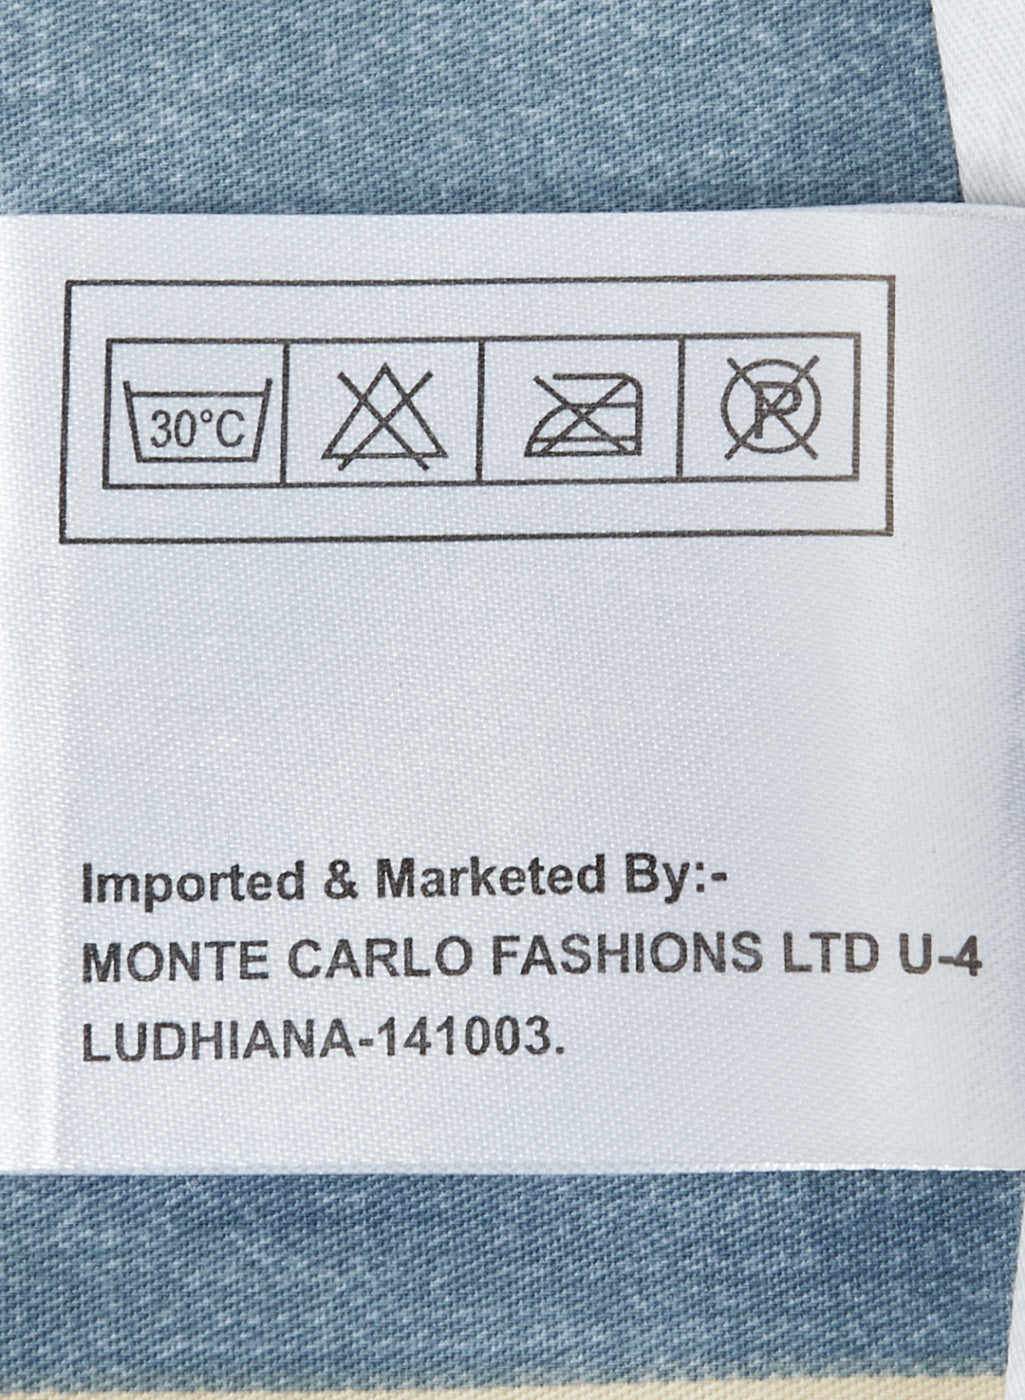 30°C
P
Imported & Marketed By:-
MONTE CARLO FASHIONS LTD U-4
LUDHIANA-141003.